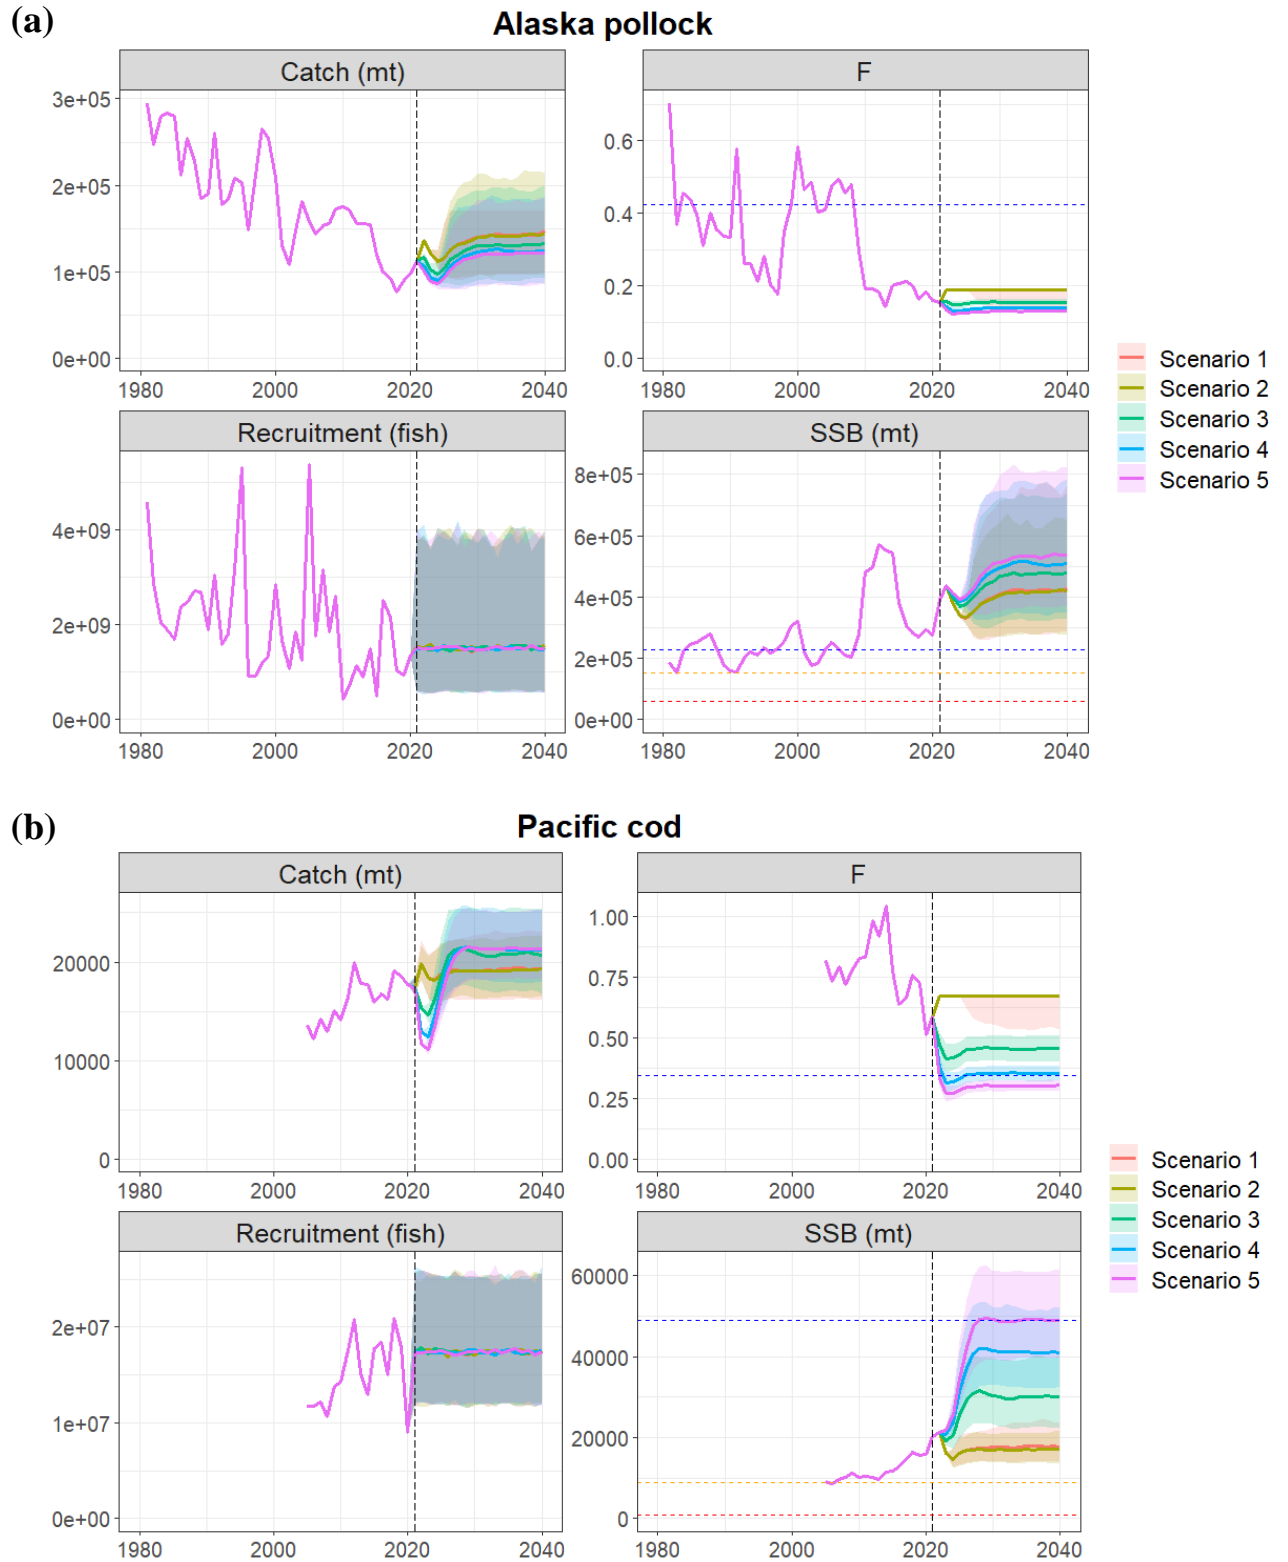 (a)
Alaska pollock
Catch (mt)
F
3e+05
2e+05
1e+05
0e+00
0.6
0.4
0.2
0.0
1980 2000 2020 2040
1980 2000 2020 2040
Recruitment (fish)
SSB (mt)
4e+09
2e+09
0e+00
8e+05
6e+05
4e+05
2e+05
0e+00
1980 2000 2020 2040
1980 2000 2020 2040
Scenario 1
Scenario 2
Scenario 3
Scenario 4
Scenario 5
(b)
Pacific cod
Catch (mt)
F
20000
10000
0
1.00
0.75
0.50
0.25
0.00
1980 2000 2020 2040
1980 2000 2020 2040
Recruitment (fish)
SSB (mt)
2e+07
1e+07
0e+00
60000
40000
20000
0
1980 2000 2020 2040
1980 2000 2020 2040
Scenario 1
Scenario 2
Scenario 3
Scenario 4
Scenario 5